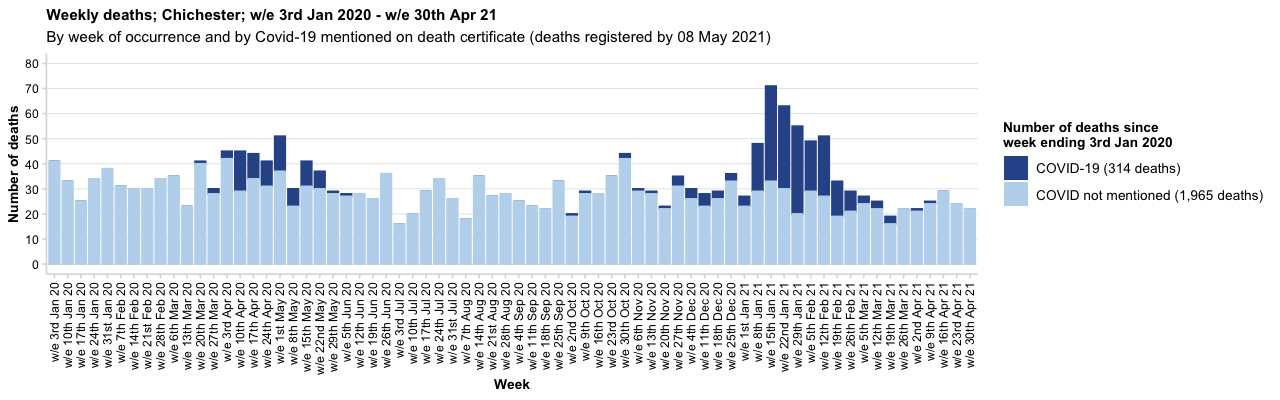 Weekly deaths; Chichester; w/e 3rd Jan 2020 - w/e 30th Apr 21
By week of occurrence and by Covid-19 mentioned on death certificate (deaths registered by 08 May 2021)
Number of deaths
80
70
60
50
40
30
20
10
0
w/e 3rd Jan 20
w/e 10th Jan 20
w/e 17th Jan 20
w/e 24th Jan 20
w/e 31st Jan 20
w/e 7th Feb 20
w/e 14th Feb 20
w/e 21st Feb 20
w/e 28th Feb 20
w/e 6th Mar 20
w/e 13th Mar 20
w/e 20th Mar 20
w/e 27th Mar 20
w/e 3rd Apr 20
w/e 10th Apr 20
w/e 17th Apr 20
w/e 24th Apr 20
w/e 1st May 20
w/e 8th May 20
w/e 15th May 20
w/e 22nd May 20
w/e 29th May 20
w/e 5th Jun 20
w/e 12th Jun 20
w/e 19th Jun 20
w/e 26th Jun 20
w/e 3rd Jul 20
w/e 10th Jul 20
w/e 17th Jul 20
w/e 24th Jul 20
w/e 31st Jul 20
w/e 7th Aug 20
w/e 14th Aug 20
w/e 21st Aug 20
w/e 28th Aug 20
w/e 4th Sep 20
w/e 11th Sep 20
w/e 18th Sep 20
w/e 25th Sep 20
w/e 2nd Oct 20
w/e 9th Oct 20
w/e 16th Oct 20
w/e 23rd Oct 20
w/e 30th Oct 20
w/e 6th Nov 20
w/e 13th Nov 20
w/e 20th Nov 20
w/e 27th Nov 20
w/e 4th Dec 20
w/e 11th Dec 20
w/e 18th Dec 20
w/e 25th Dec 20
w/e 1st Jan 21
w/e 8th Jan 21
w/e 15th Jan 21
w/e 22nd Jan 21
w/e 29th Jan 21
w/e 5th Feb 21
w/e 12th Feb 21
w/e 19th Feb 21
w/e 26th Feb 21
w/e 5th Mar 21
w/e 12th Mar 21
w/e 19th Mar 21
w/e 26th Mar 21
w/e 2nd Apr 21
w/e 9th Apr 21
w/e 16th Apr 21
w/e 23rd Apr 21
w/e 30th Apr 21
Week
Number of deaths since
week ending 3rd Jan 2020
COVID-19 (314 deaths)
COVID not mentioned (1,965 deaths)